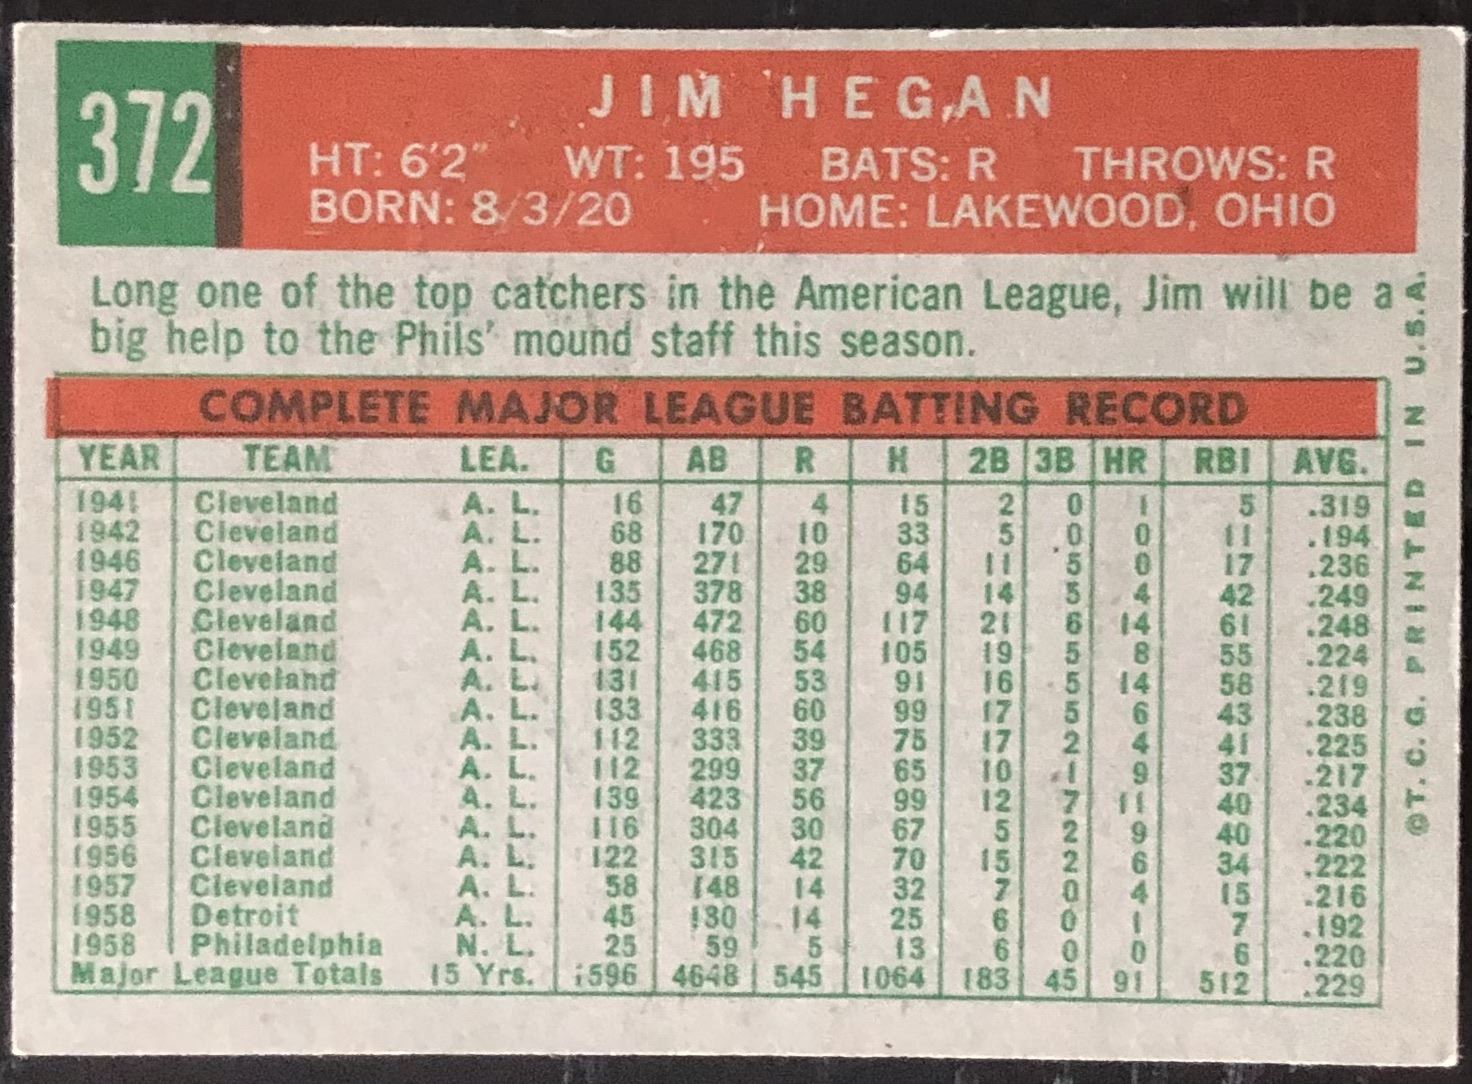 372
JIM HEGAN
HT: 6'2" WT: 195 BATS: R THROWS: R
BORN: 8/3/20 HOME: LAKEWOOD, OHIO
Long one of the top catchers in the American League, Jim will be a
big help to the Phils' mound staff this season.
COMPLETE MAJOR LEAGUE BATTING RECORD
YEAR TEAM LEA. G AB R H 2B 3B HR RBI AVG.
1941 Cleveland A. L. 16 47 4 15 2 0 1 5 .319
1942 Cleveland A. L. 68 170 10 33 5 0 0 11 .194
1946 Cleveland A. L. 88 271 29 64 11 5 0 17 .236
1947 Cleveland A. L. 135 378 38 94 14 5 4 42 .249
1948 Cleveland A. L. 144 472 60 117 21 6 14 61 .248
1949 Cleveland A. L. 152 468 54 105 19 5 8 55 .224
1950 Cleveland A. L. 131 415 53 91 16 5 14 58 .219
1951 Cleveland A. L. 133 416 60 99 17 5 6 43 .238
1952 Cleveland A. L. 112 333 39 75 17 2 4 41 .225
1953 Cleveland A. L. 112 299 37 65 10 1 9 37 .217
1954 Cleveland A. L. 139 423 56 99 12 7 11 40 .234
1955 Cleveland A. L. 116 304 30 67 5 2 9 40 .220
1956 Cleveland A. L. 122 315 42 70 15 2 6 34 .222
1957 Cleveland A. L. 58 148 14 32 7 0 4 15 .216
1958 Detroit A. L. 45 130 14 25 6 0 1 7 .192
1958 Philadelphia N. L. 25 59 5 13 6 0 0 6 .220
Major League Totals 15 Yrs. 1596 4648 545 1064 183 45 91 512 .229
©T.C.G. PRINTED IN U.S.A.